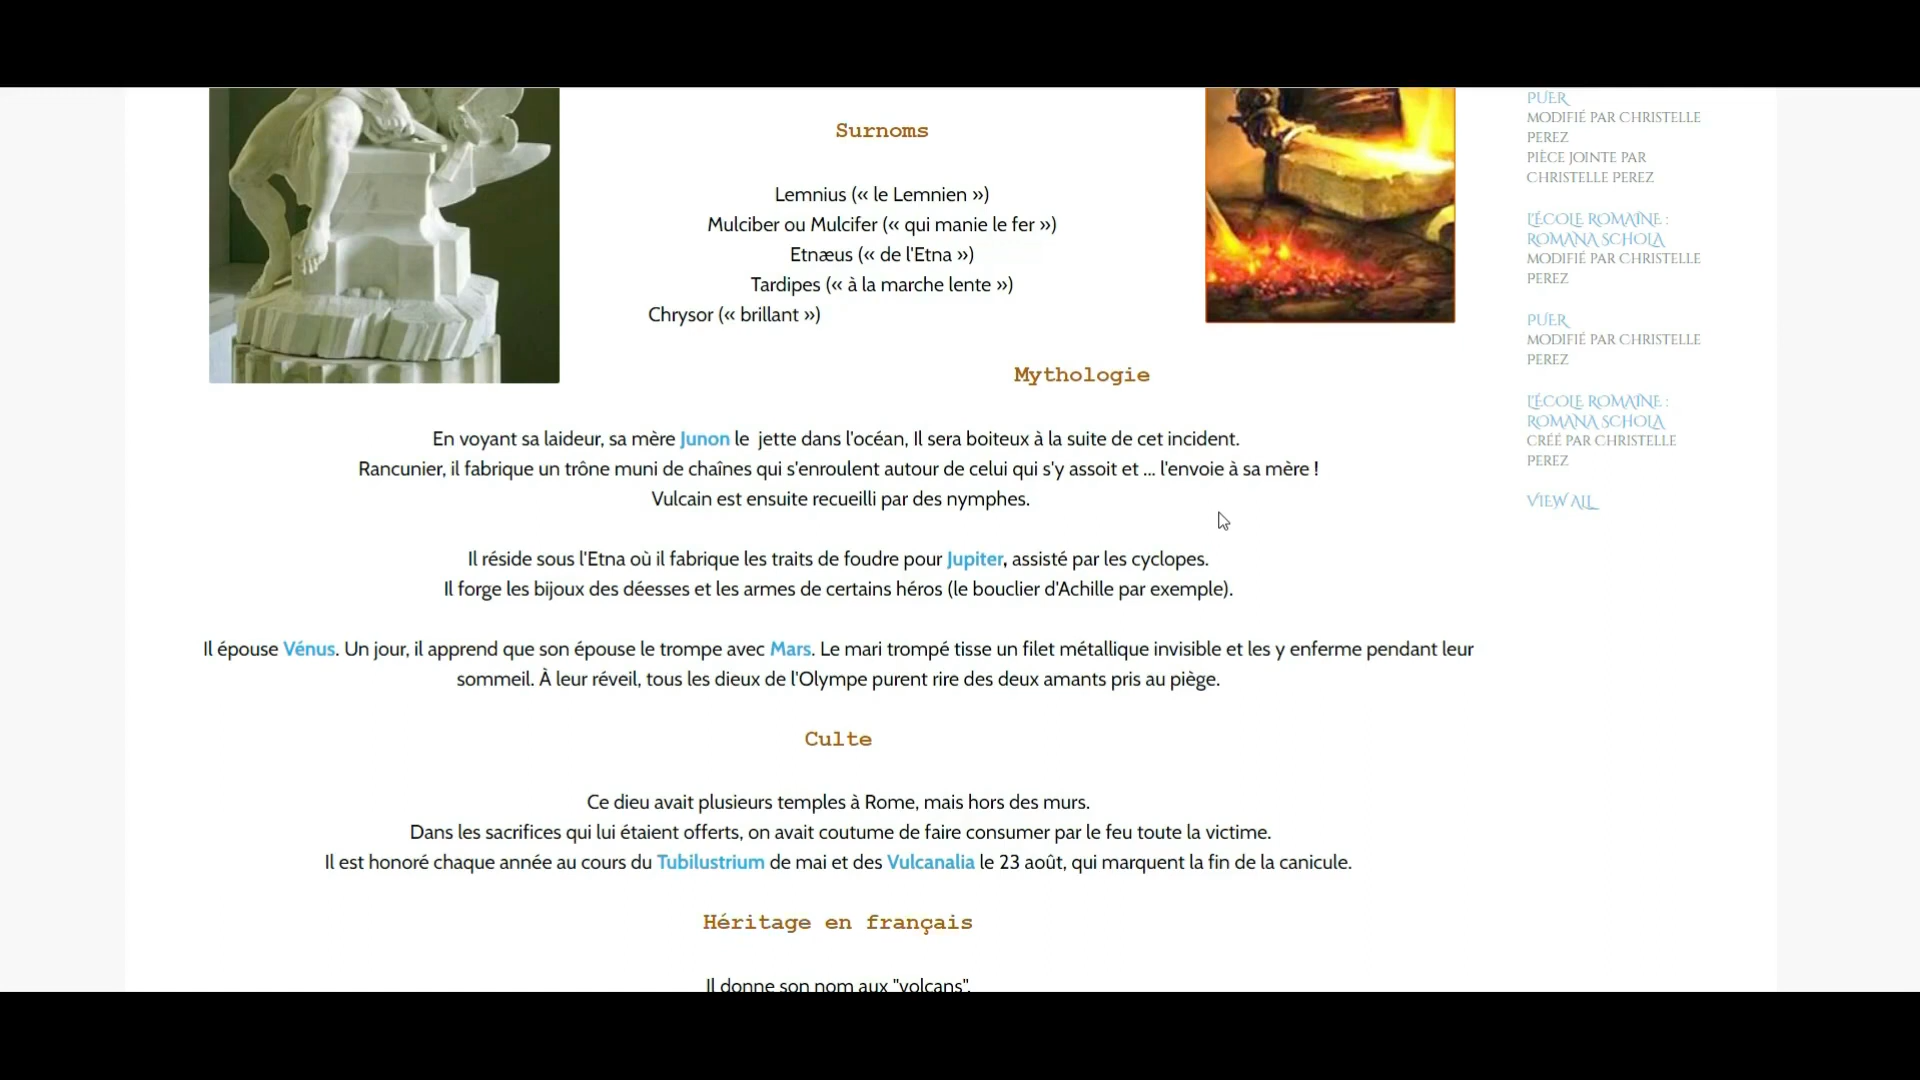 Surnoms
Lemnius (« le Lemnien »)
Mulciber ou Mulcifer (« qui manie le fer »)
Etnæus (« de l'Etna »)
Tardipes (« à la marche lente »)
Chrysor (« brillant »)
Mythologie
En voyant sa laideur, sa mère Junon le jette dans l'océan, Il sera boiteux à la suite de cet incident.
Rancunier, il fabrique un trône muni de chaînes qui s'enroulent autour de celui qui s'y assoit et ... l'envoie à sa mère !
Vulcain est ensuite recueilli par des nymphes.
Il réside sous l'Etna où il fabrique les traits de foudre pour Jupiter, assisté par les cyclopes.
Il forge les bijoux des déesses et les armes de certains héros (le bouclier d'Achille par exemple).
Il épouse Vénus. Un jour, il apprend que son épouse le trompe avec Mars. Le mari trompé tisse un filet métallique invisible et les y enferme pendant leur
sommeil. À leur réveil, tous les dieux de l'Olympe purent rire des deux amants pris au piège.
Culte
Ce dieu avait plusieurs temples à Rome, mais hors des murs.
Dans les sacrifices qui lui étaient offerts, on avait coutume de faire consumer par le feu toute la victime.
Il est honoré chaque année au cours du Tubilustrium de mai et des Vulcanalia le 23 août, qui marquent la fin de la canicule.
Héritage en français
Il donne son nom aux "volcans".
PUER
MODIFIÉ PAR CHRISTELLE
PEREZ
PIÈCE JOINTE PAR
CHRISTELLE PEREZ
L'ÉCOLE ROMAINE :
ROMANA SCHOLA
MODIFIÉ PAR CHRISTELLE
PEREZ
PUER
MODIFIÉ PAR CHRISTELLE
PEREZ
L'ÉCOLE ROMAINE :
ROMANA SCHOLA
CRÉÉ PAR CHRISTELLE
PEREZ
VIEW ALL